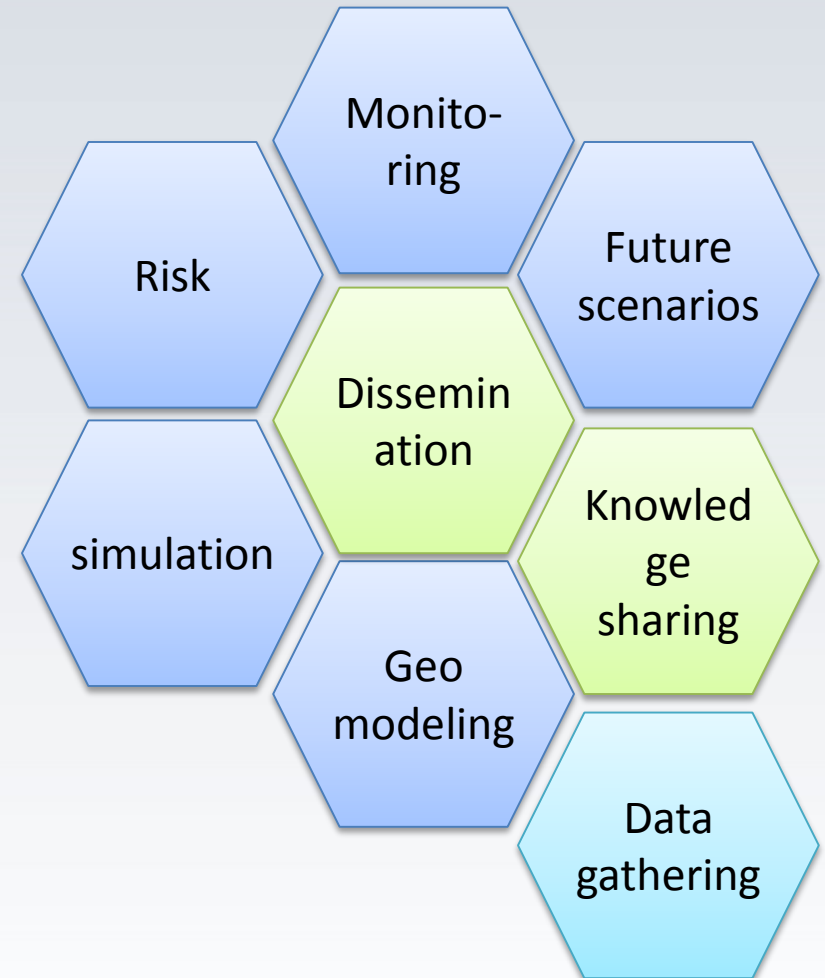 Monito-
ring
Risk
Future
scenarios
Dissemin
ation
simulation
Knowled
ge
sharing
Geo
modeling
Data
gathering